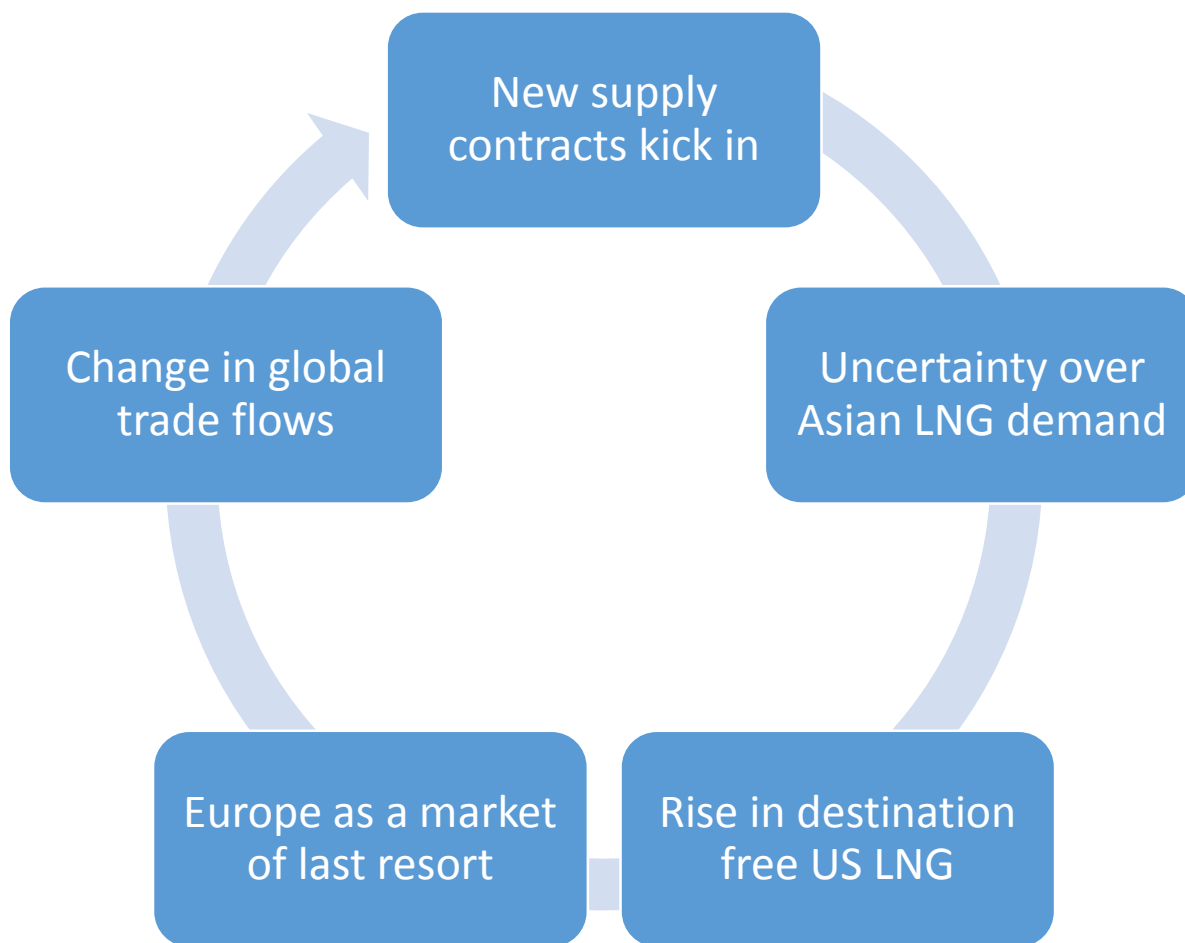 New supply
contracts kick in
Uncertainty over
Asian LNG demand
Rise in destination
free US LNG
Europe as a market
of last resort
Change in global
trade flows